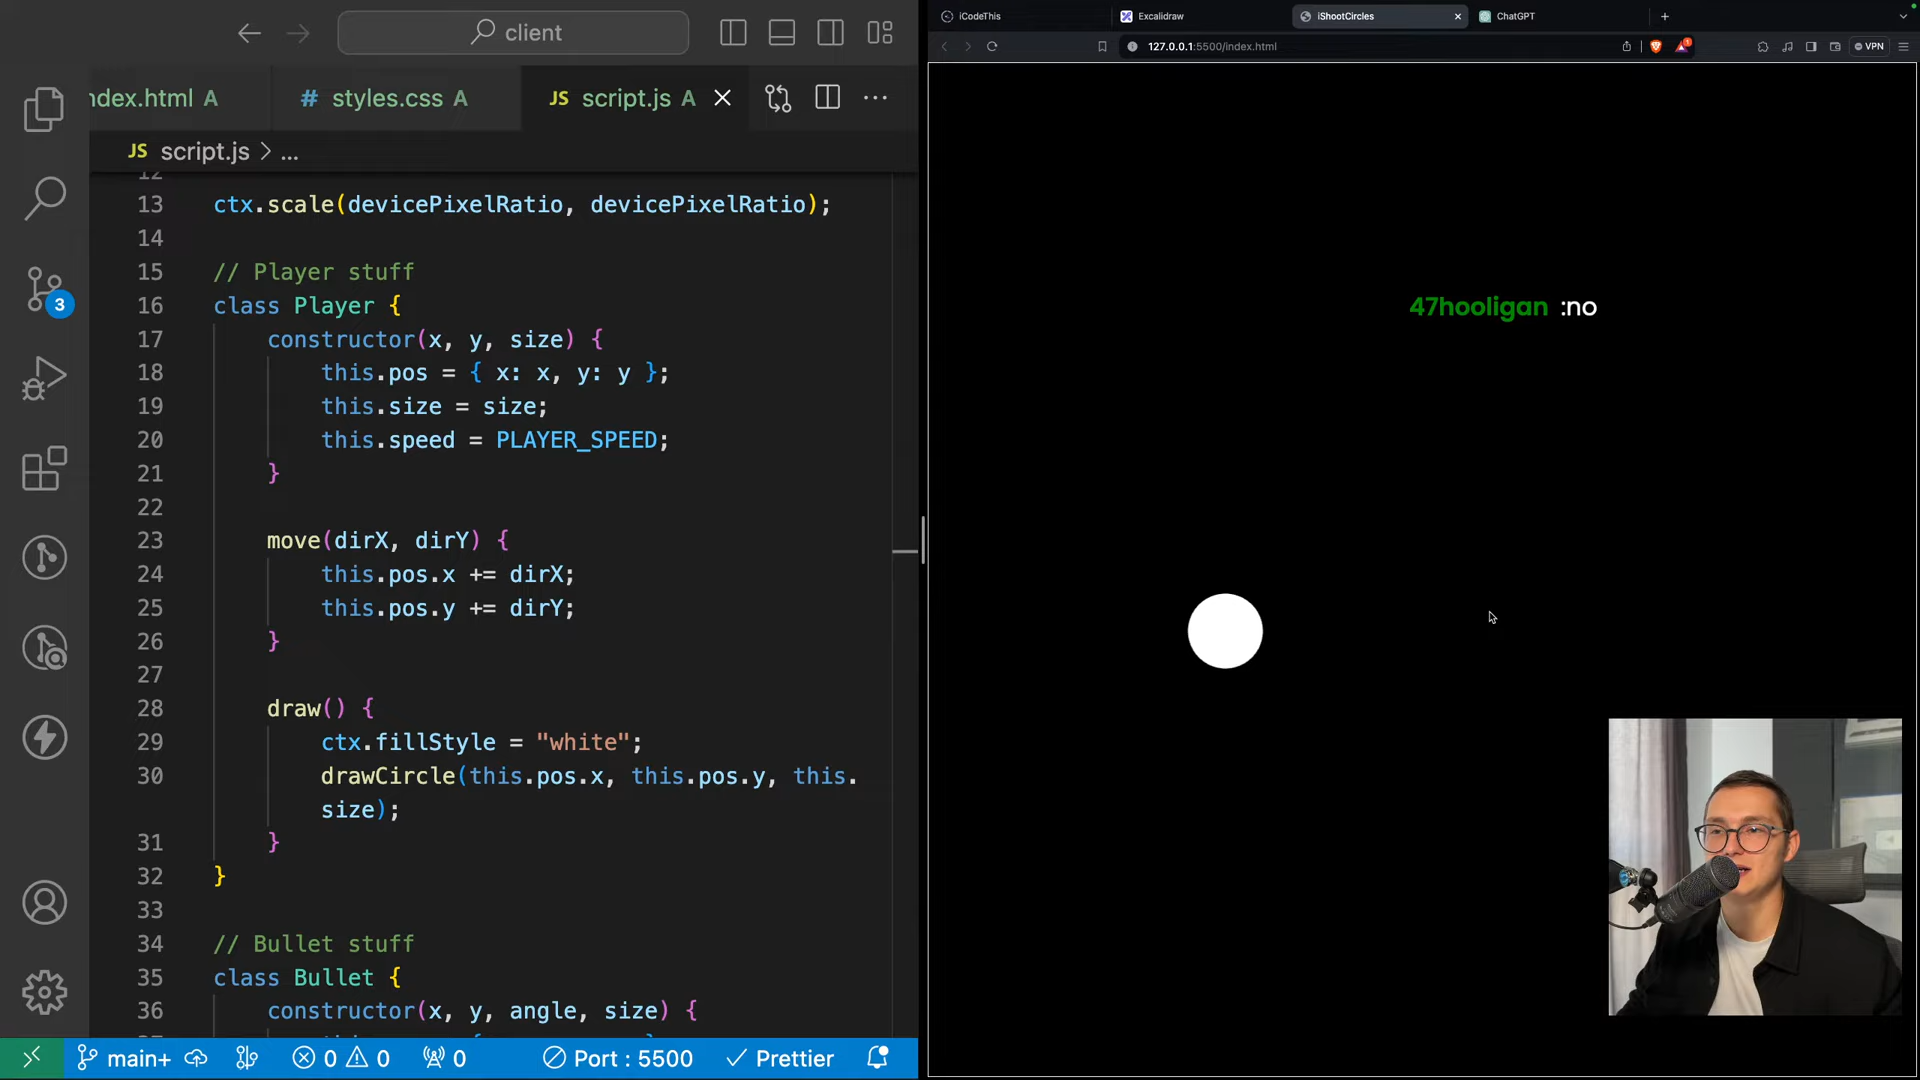 client
ndex.html A
# styles.css A
JS script.js A
JS script.js > ...
12
13 ctx.scale(devicePixelRatio, devicePixelRatio);
14
15 // Player stuff
16 class Player {
17 constructor(x, y, size) {
18 this.pos = { x: x, y: y };
19 this.size = size;
20 this.speed = PLAYER_SPEED;
21 }
22
23 move(dirX, dirY) {
24 this.pos.x += dirX;
25 this.pos.y += dirY;
26 }
27
28 draw() {
29 ctx.fillStyle = "white";
30 drawCircle(this.pos.x, this.pos.y, this.
size);
31 }
32 }
33
34 // Bullet stuff
35 class Bullet {
36 constructor(x, y, angle, size) {
3
main+
0 0
0
Port : 5500
Prettier
iCodeThis
Excalidraw
iShootCircles
ChatGPT
127.0.0.1:5500/index.html
1
VPN
47hooligan :no